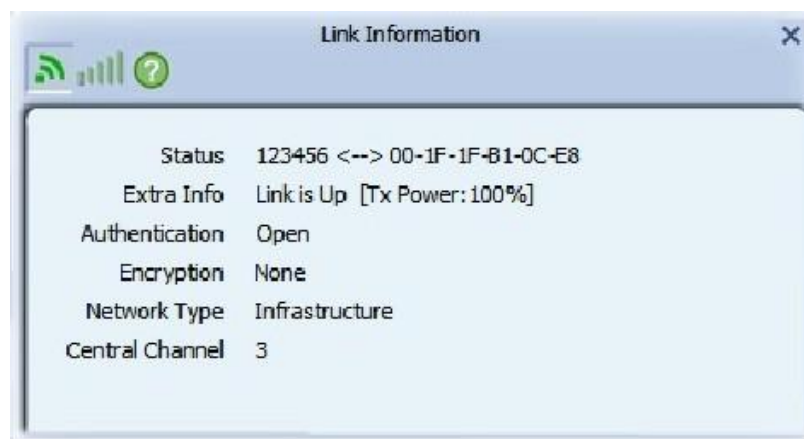 Link Information
Status 123456 <--> 00-1F-1F-B1-0C-E8
Extra Info Link is Up [Tx Power:100%]
Authentication Open
Encryption None
Network Type Infrastructure
Central Channel 3